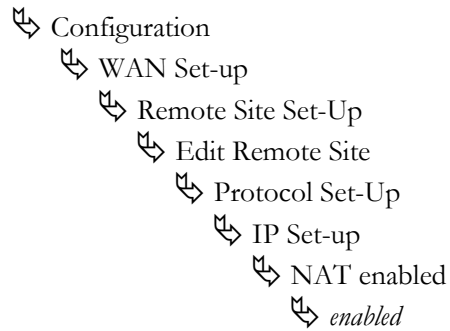 Configuration
WAN Set-up
Remote Site Set-Up
Edit Remote Site
Protocol Set-Up
IP Set-up
NAT enabled
enabled